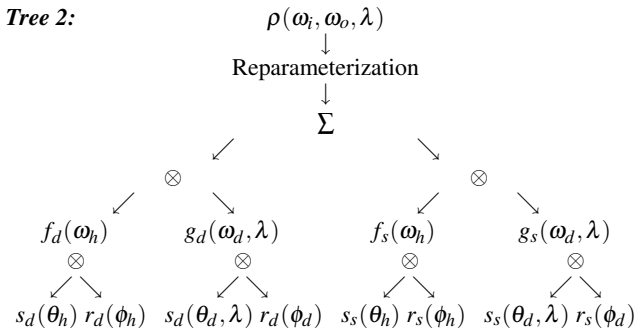 Tree 2: ρ(ω_i, ω_o, λ)
↓
Reparameterization
↓
Σ
↙ ↘
⊗ ⊗
↙ ↘ ↙ ↘
f_d(ω_h) g_d(ω_d, λ) f_s(ω_h) g_s(ω_d, λ)
⊗ ⊗ ⊗ ⊗
↙ ↘ ↙ ↘ ↙ ↘ ↙ ↘
s_d(θ_h) r_d(ϕ_h) s_d(θ_d, λ) r_d(ϕ_d) s_s(θ_h) r_s(ϕ_h) s_s(θ_d, λ) r_s(ϕ_d)